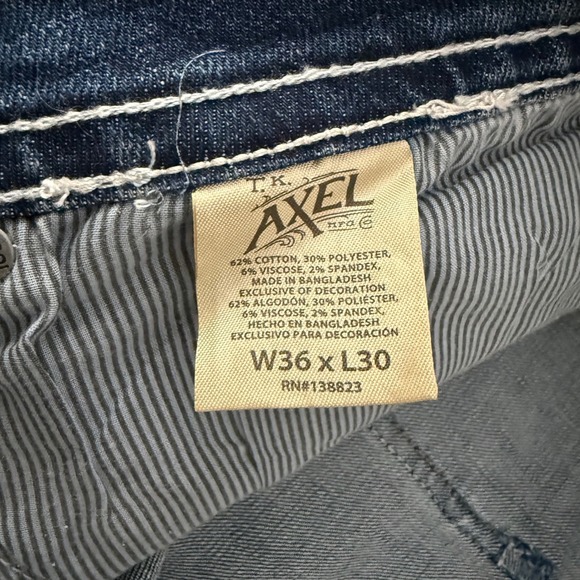 T.K.
AXEL
MFG Co
62% COTTON, 30% POLYESTER,
6% VISCOSE, 2% SPANDEX,
MADE IN BANGLADESH
EXCLUSIVE OF DECORATION
62% ALGODÓN, 30% POLIÉSTER,
6% VISCOSE, 2% SPANDEX,
HECHO EN BANGLADESH
EXCLUSIVO PARA DECORACIÓN
W36 x L30
RN#138823